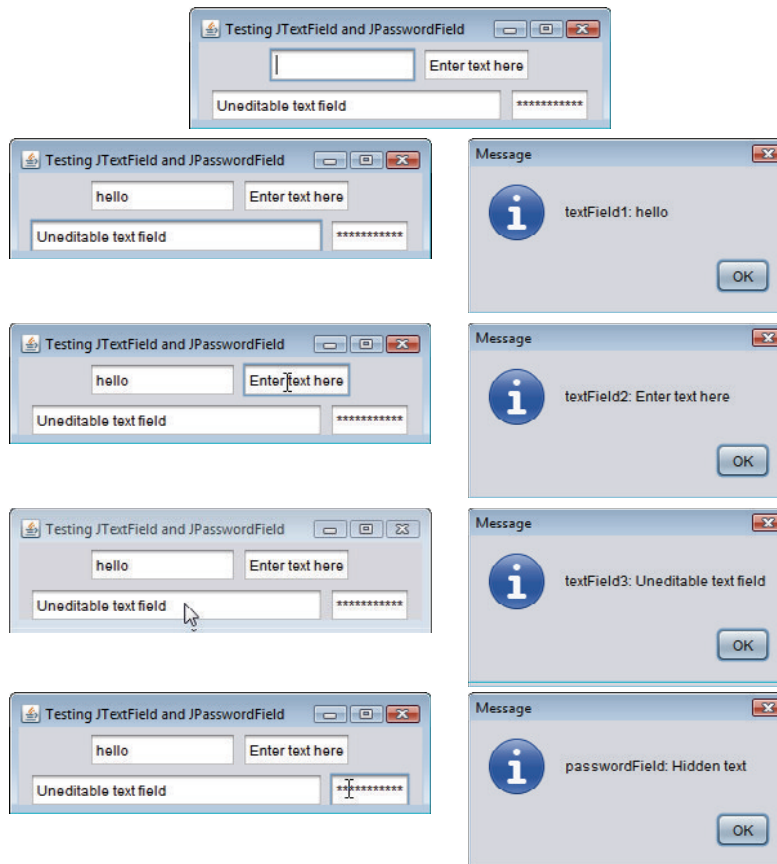 Testing JTextField and JPasswordField
Enter text here
Uneditable text field ***********
Testing JTextField and JPasswordField
hello Enter text here
Uneditable text field ***********
Message
textField1: hello
OK
Testing JTextField and JPasswordField
hello Enter text here
Uneditable text field ***********
Message
textField2: Enter text here
OK
Testing JTextField and JPasswordField
hello Enter text here
Uneditable text field ***********
Message
textField3: Uneditable text field
OK
Testing JTextField and JPasswordField
hello Enter text here
Uneditable text field ***********
Message
passwordField: Hidden text
OK